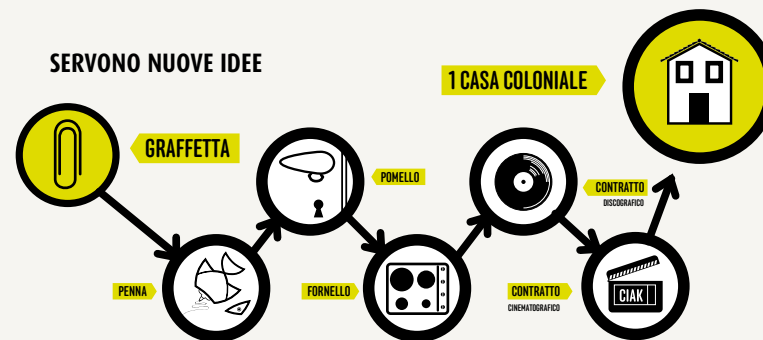 SERVONO NUOVE IDEE
1 CASA COLONIALE
GRAFFETTA
POMELLO
CONTRATTO
DISCOGRAFICO
PENNA
FORNELLO
CONTRATTO
CINEMATOGRAFICO
CIAK